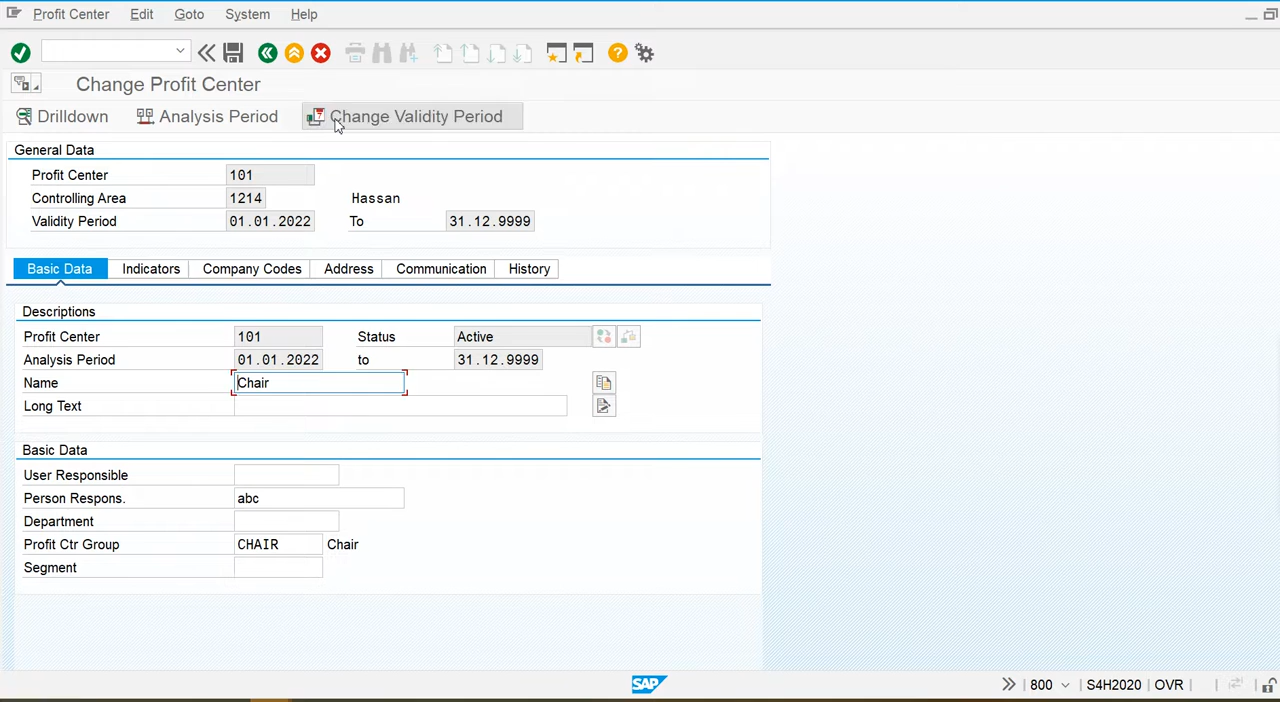 Profit Center Edit Goto System Help
Change Profit Center
Drilldown Analysis Period Change Validity Period
General Data
Profit Center 101
Controlling Area 1214 Hassan
Validity Period 01.01.2022 To 31.12.9999
Basic Data Indicators Company Codes Address Communication History
Descriptions
Profit Center 101 Status Active
Analysis Period 01.01.2022 to 31.12.9999
Name Chair
Long Text
Basic Data
User Responsible
Person Respons. abc
Department
Profit Ctr Group CHAIR Chair
Segment
SAP 800 S4H2020 OVR